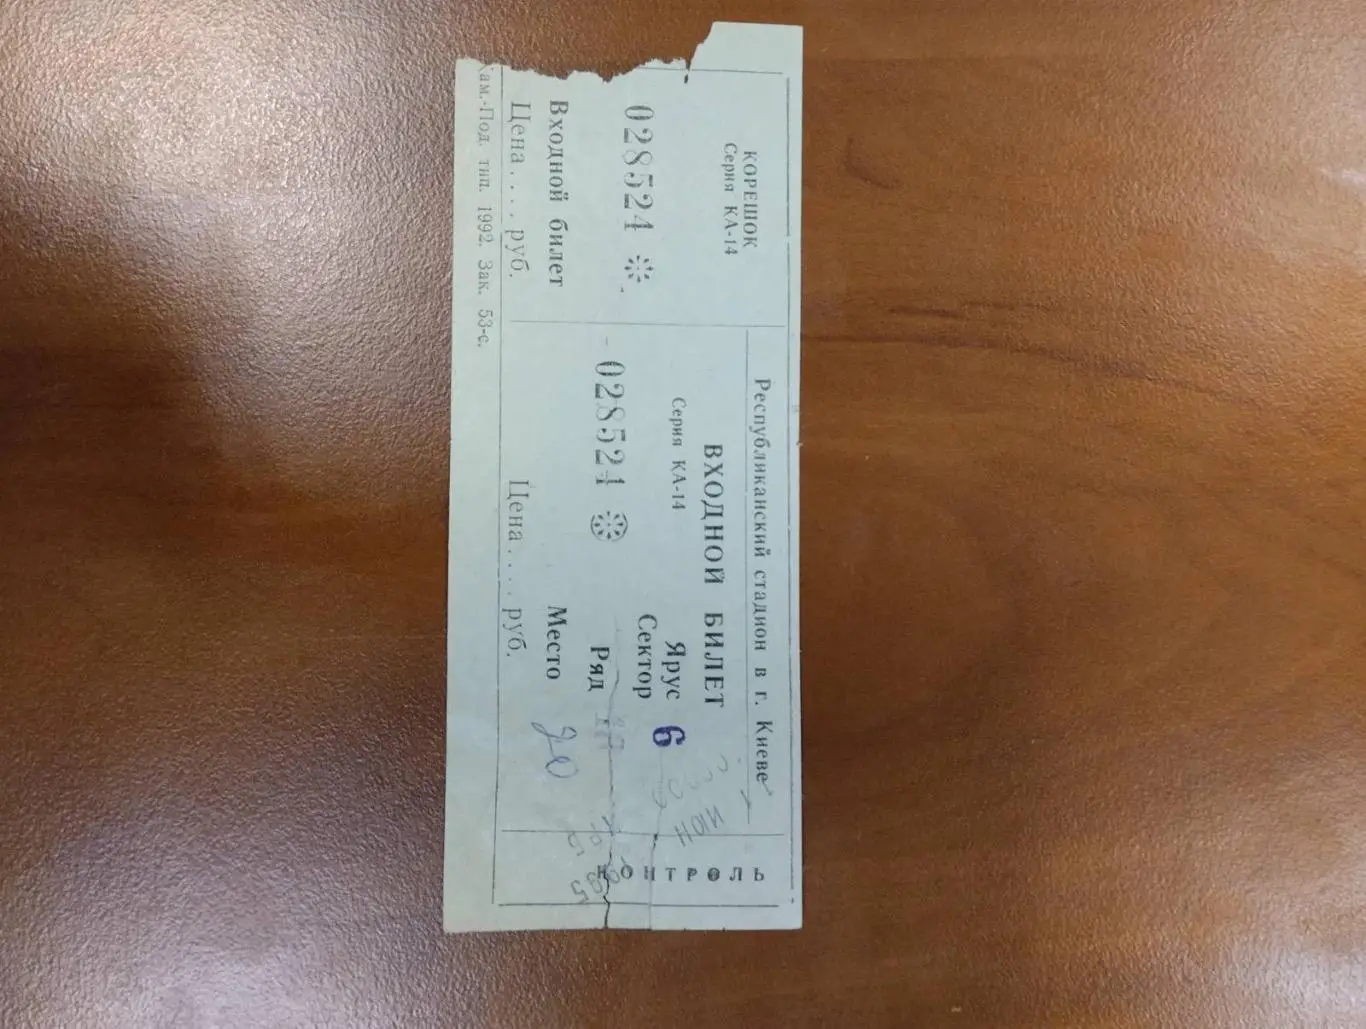 КОРЕШОК
Серия КА-14
028524
Входной билет
Цена....руб.
Кам.-Под. тип. 1992. Зак. 53-с.
Республиканский стадион в г. Киеве
ВХОДНОЙ БИЛЕТ
Серия КА-14
028524
Ярус
Сектор 6
Ряд
Место 20
Цена....руб.
КОНТРОЛЬ